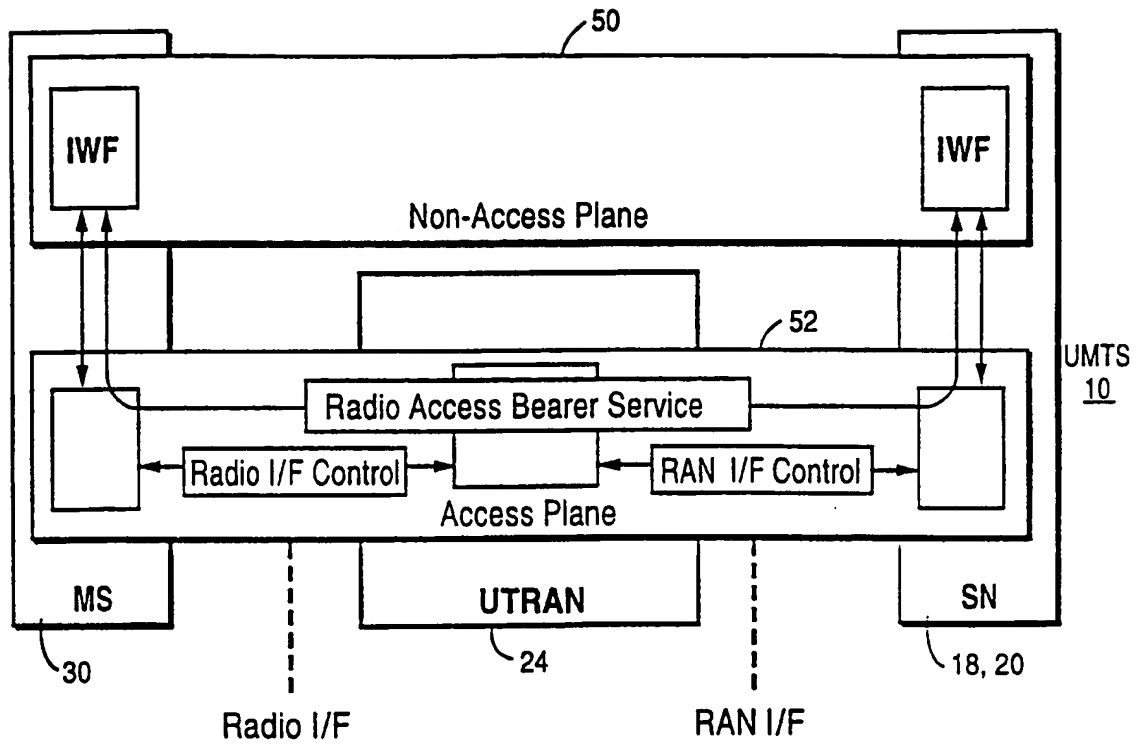 50
IWF
IWF
Non-Access Plane
52
UMTS
10
Radio Access Bearer Service
Radio I/F Control
RAN I/F Control
Access Plane
MS
UTRAN
SN
30
24
18, 20
Radio I/F
RAN I/F